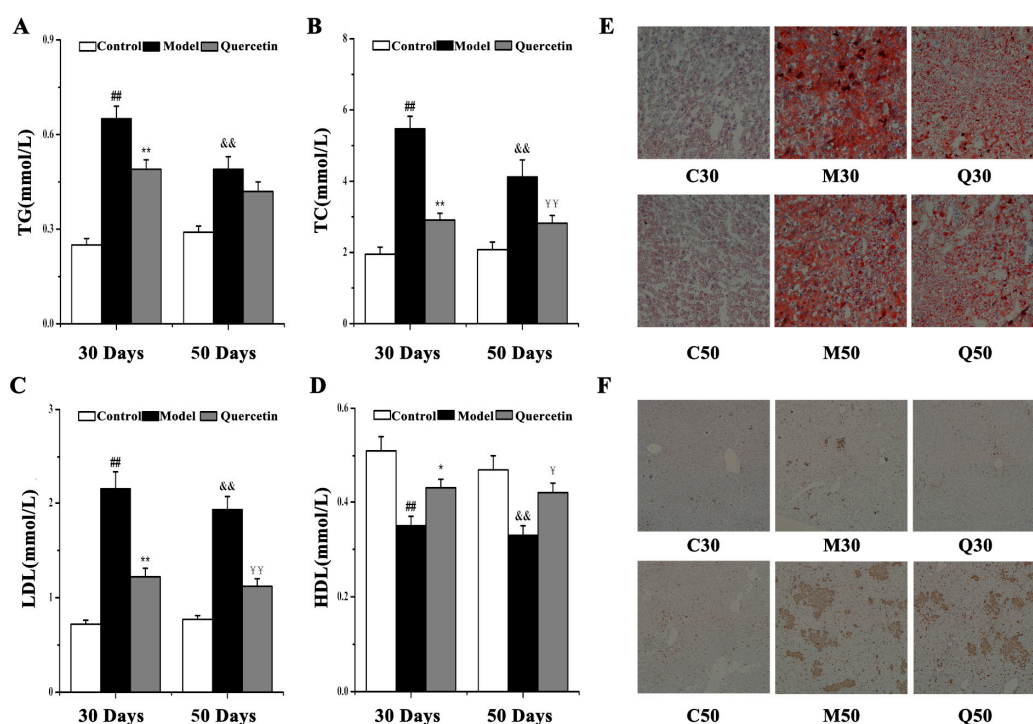 A
Control Model Quercetin
TG(mmol/L)
0.9
0.6
0.3
0.0
##
**
&&
30 Days 50 Days
B
Control Model Quercetin
TC(mmol/L)
8
6
4
2
0
##
**
&&
¥¥
30 Days 50 Days
C
Control Model Quercetin
LDL(mmol/L)
3
2
1
0
##
**
&&
¥¥
30 Days 50 Days
D
Control Model Quercetin
HDL(mmol/L)
0.6
0.4
0.2
0.0
##
*
&&
¥
30 Days 50 Days
E
C30 M30 Q30
C50 M50 Q50
F
C30 M30 Q30
C50 M50 Q50